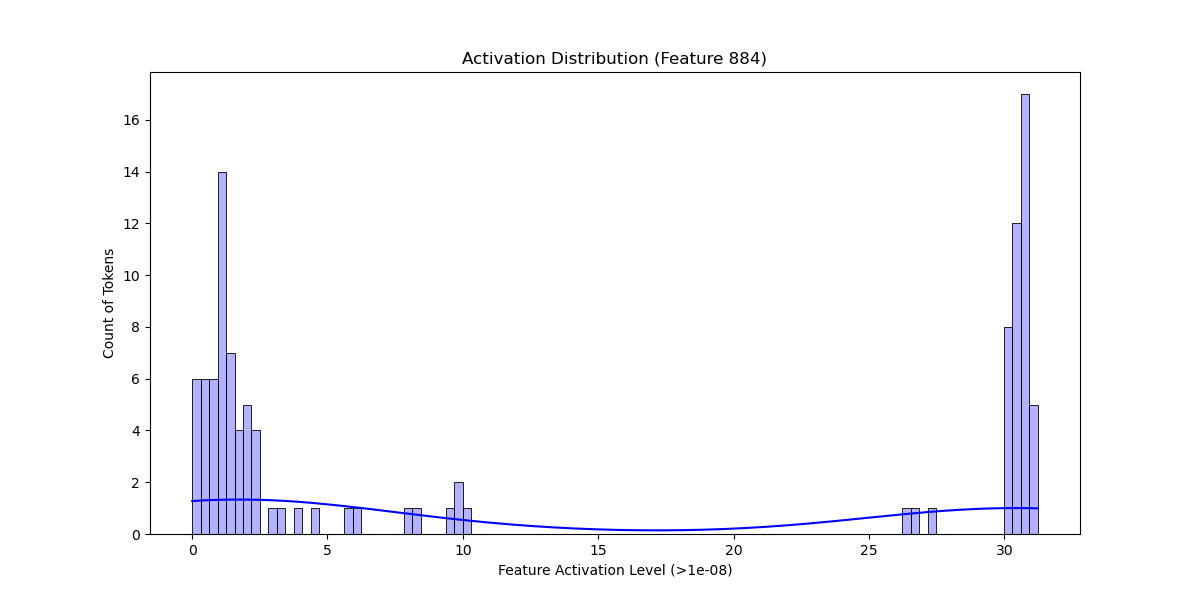 Activation Distribution (Feature 884)
Count of Tokens
16
14
12
10
8
6
4
2
0
0 5 10 15 20 25 30
Feature Activation Level (>1e-08)